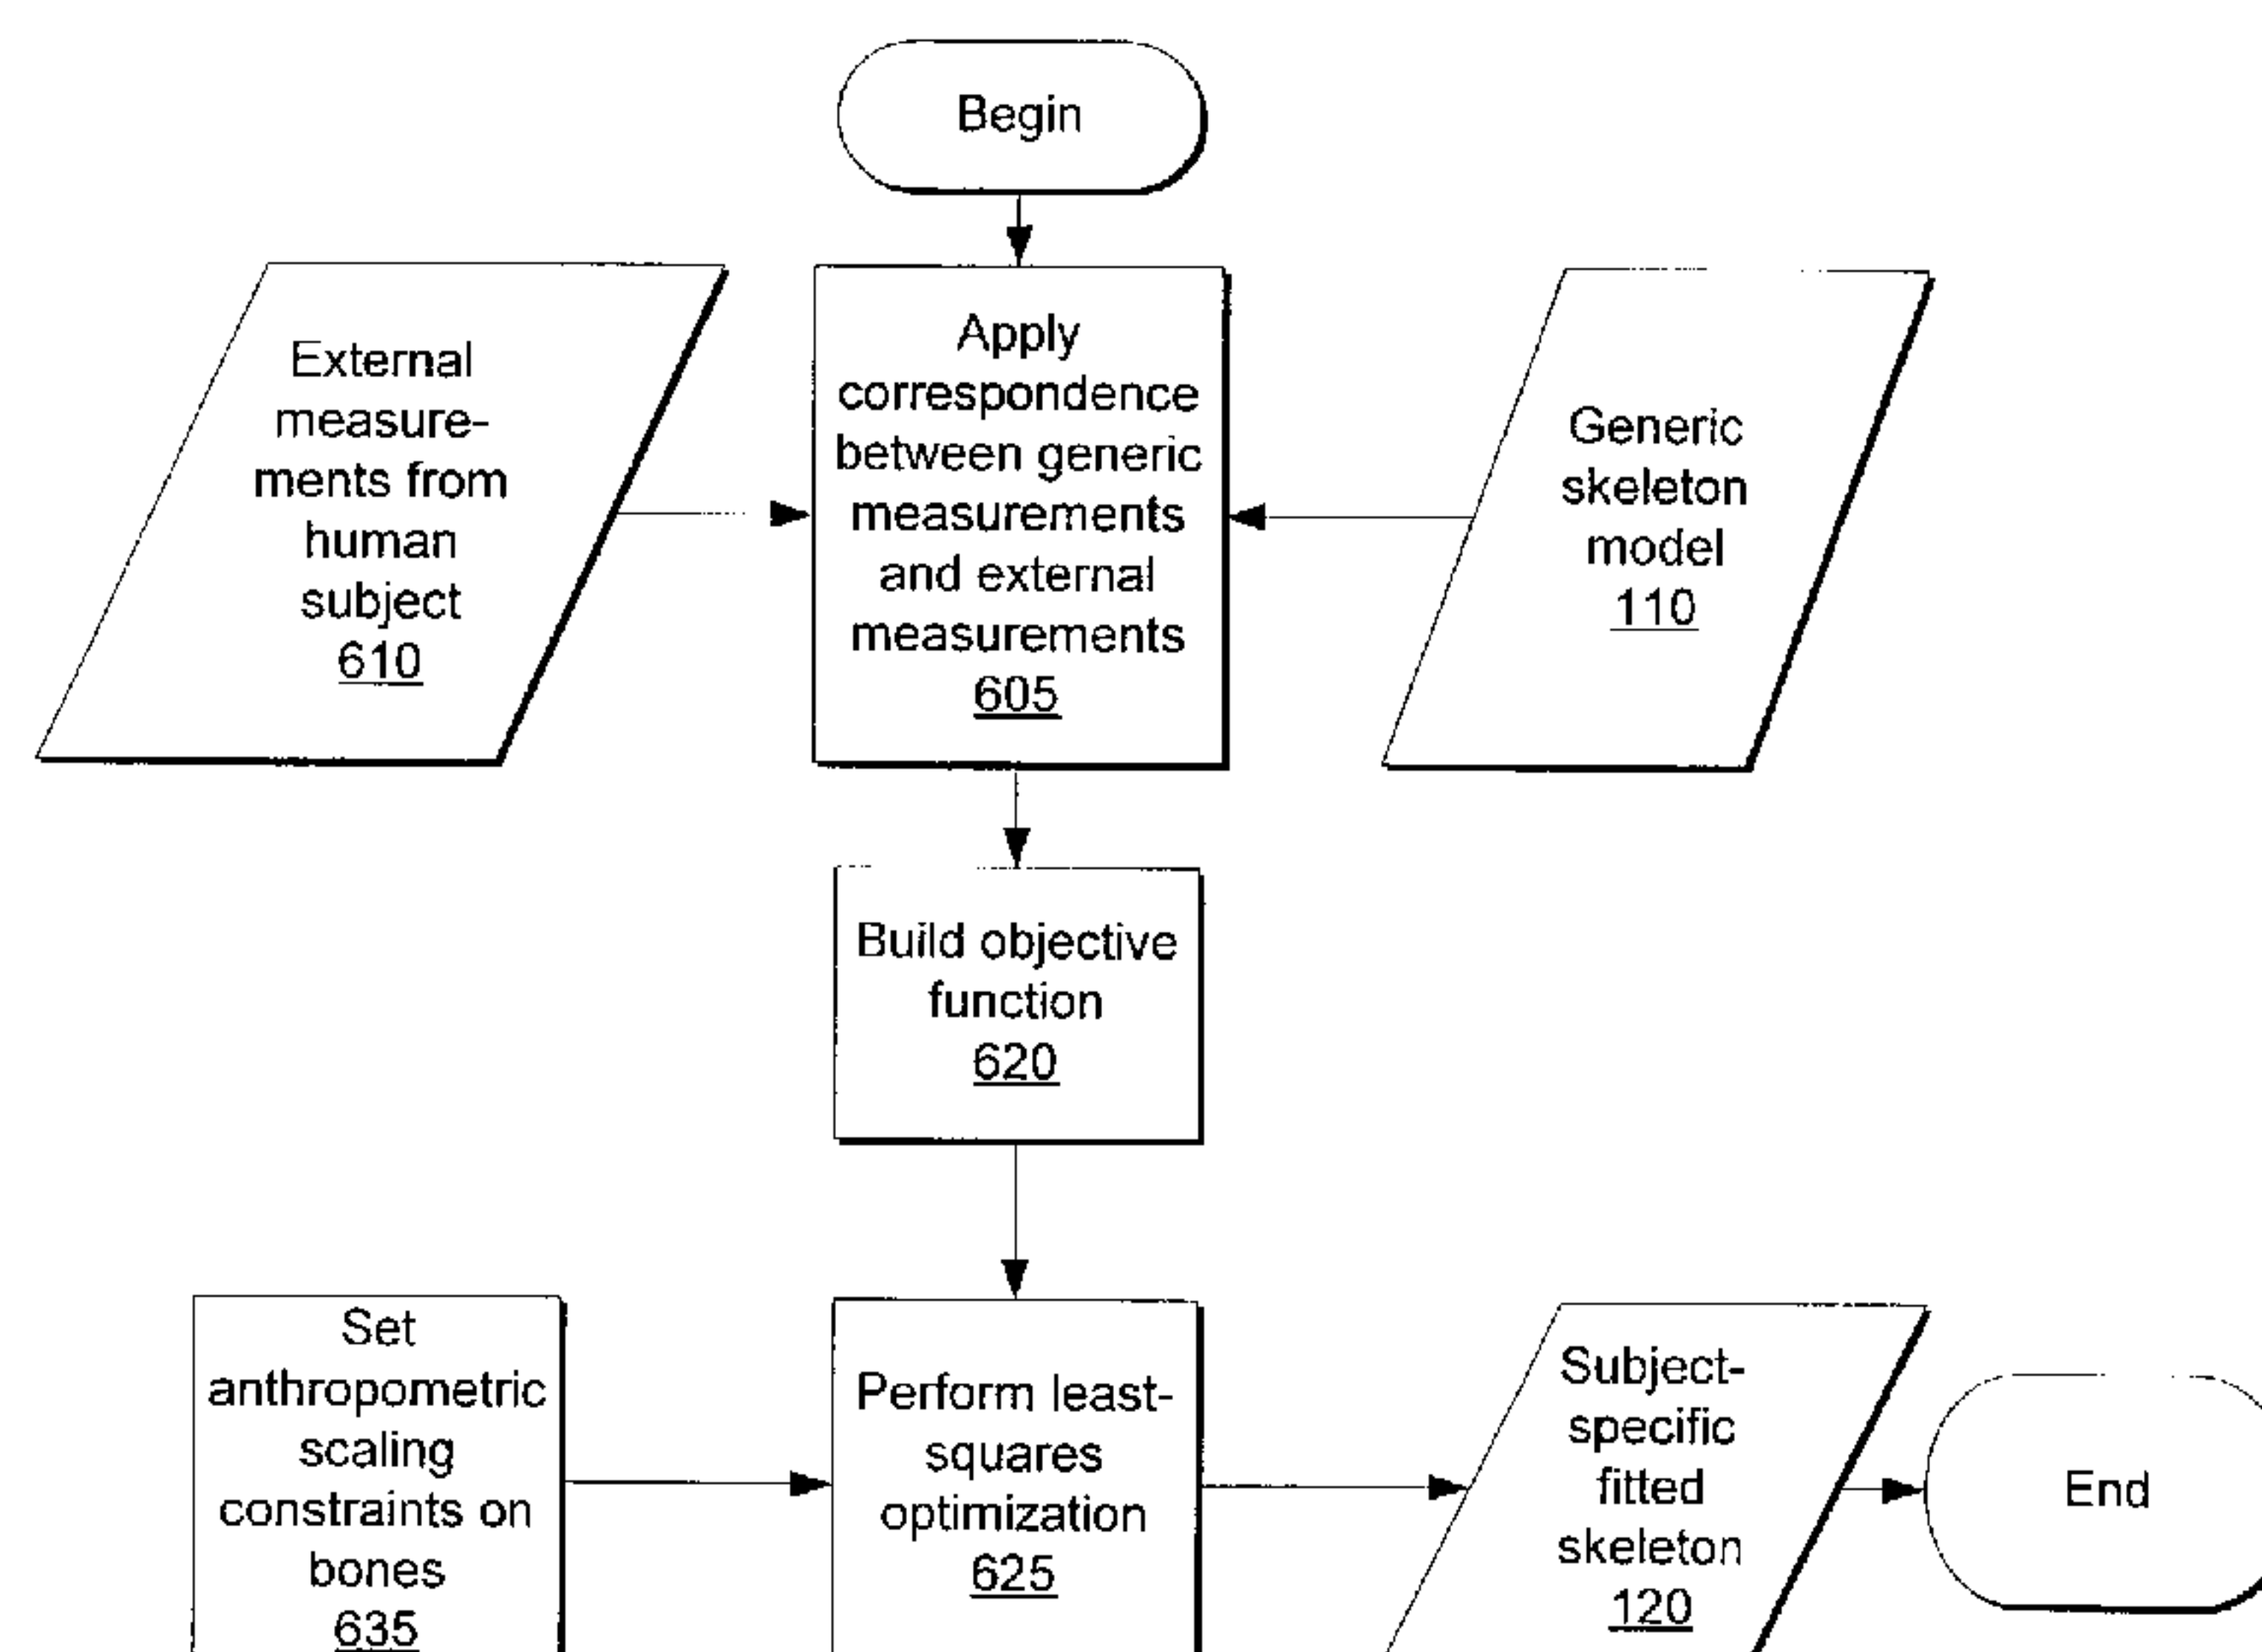 Begin
External
measure-
ments from
human
subject
610
Apply
correspondence
between generic
measurements
and external
measurements
605
Generic
skeleton
model
110
Build objective
function
620
Set
anthropometric
scaling
constraints on
bones
635
Perform least-
squares
optimization
625
Subject-
specific
fitted
skeleton
120
End